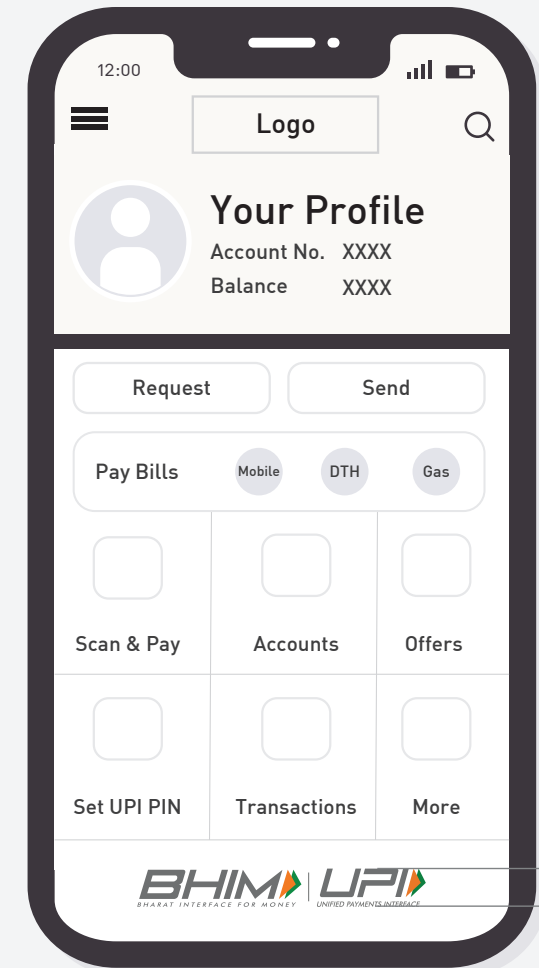 12:00
Logo
Your Profile
Account No. XXXX
Balance XXXX
Request Send
Pay Bills Mobile DTH Gas
Scan & Pay Accounts Offers
Set UPI PIN Transactions More
BHIM UPI
BHARAT INTERFACE FOR MONEY UNIFIED PAYMENTS INTERFACE